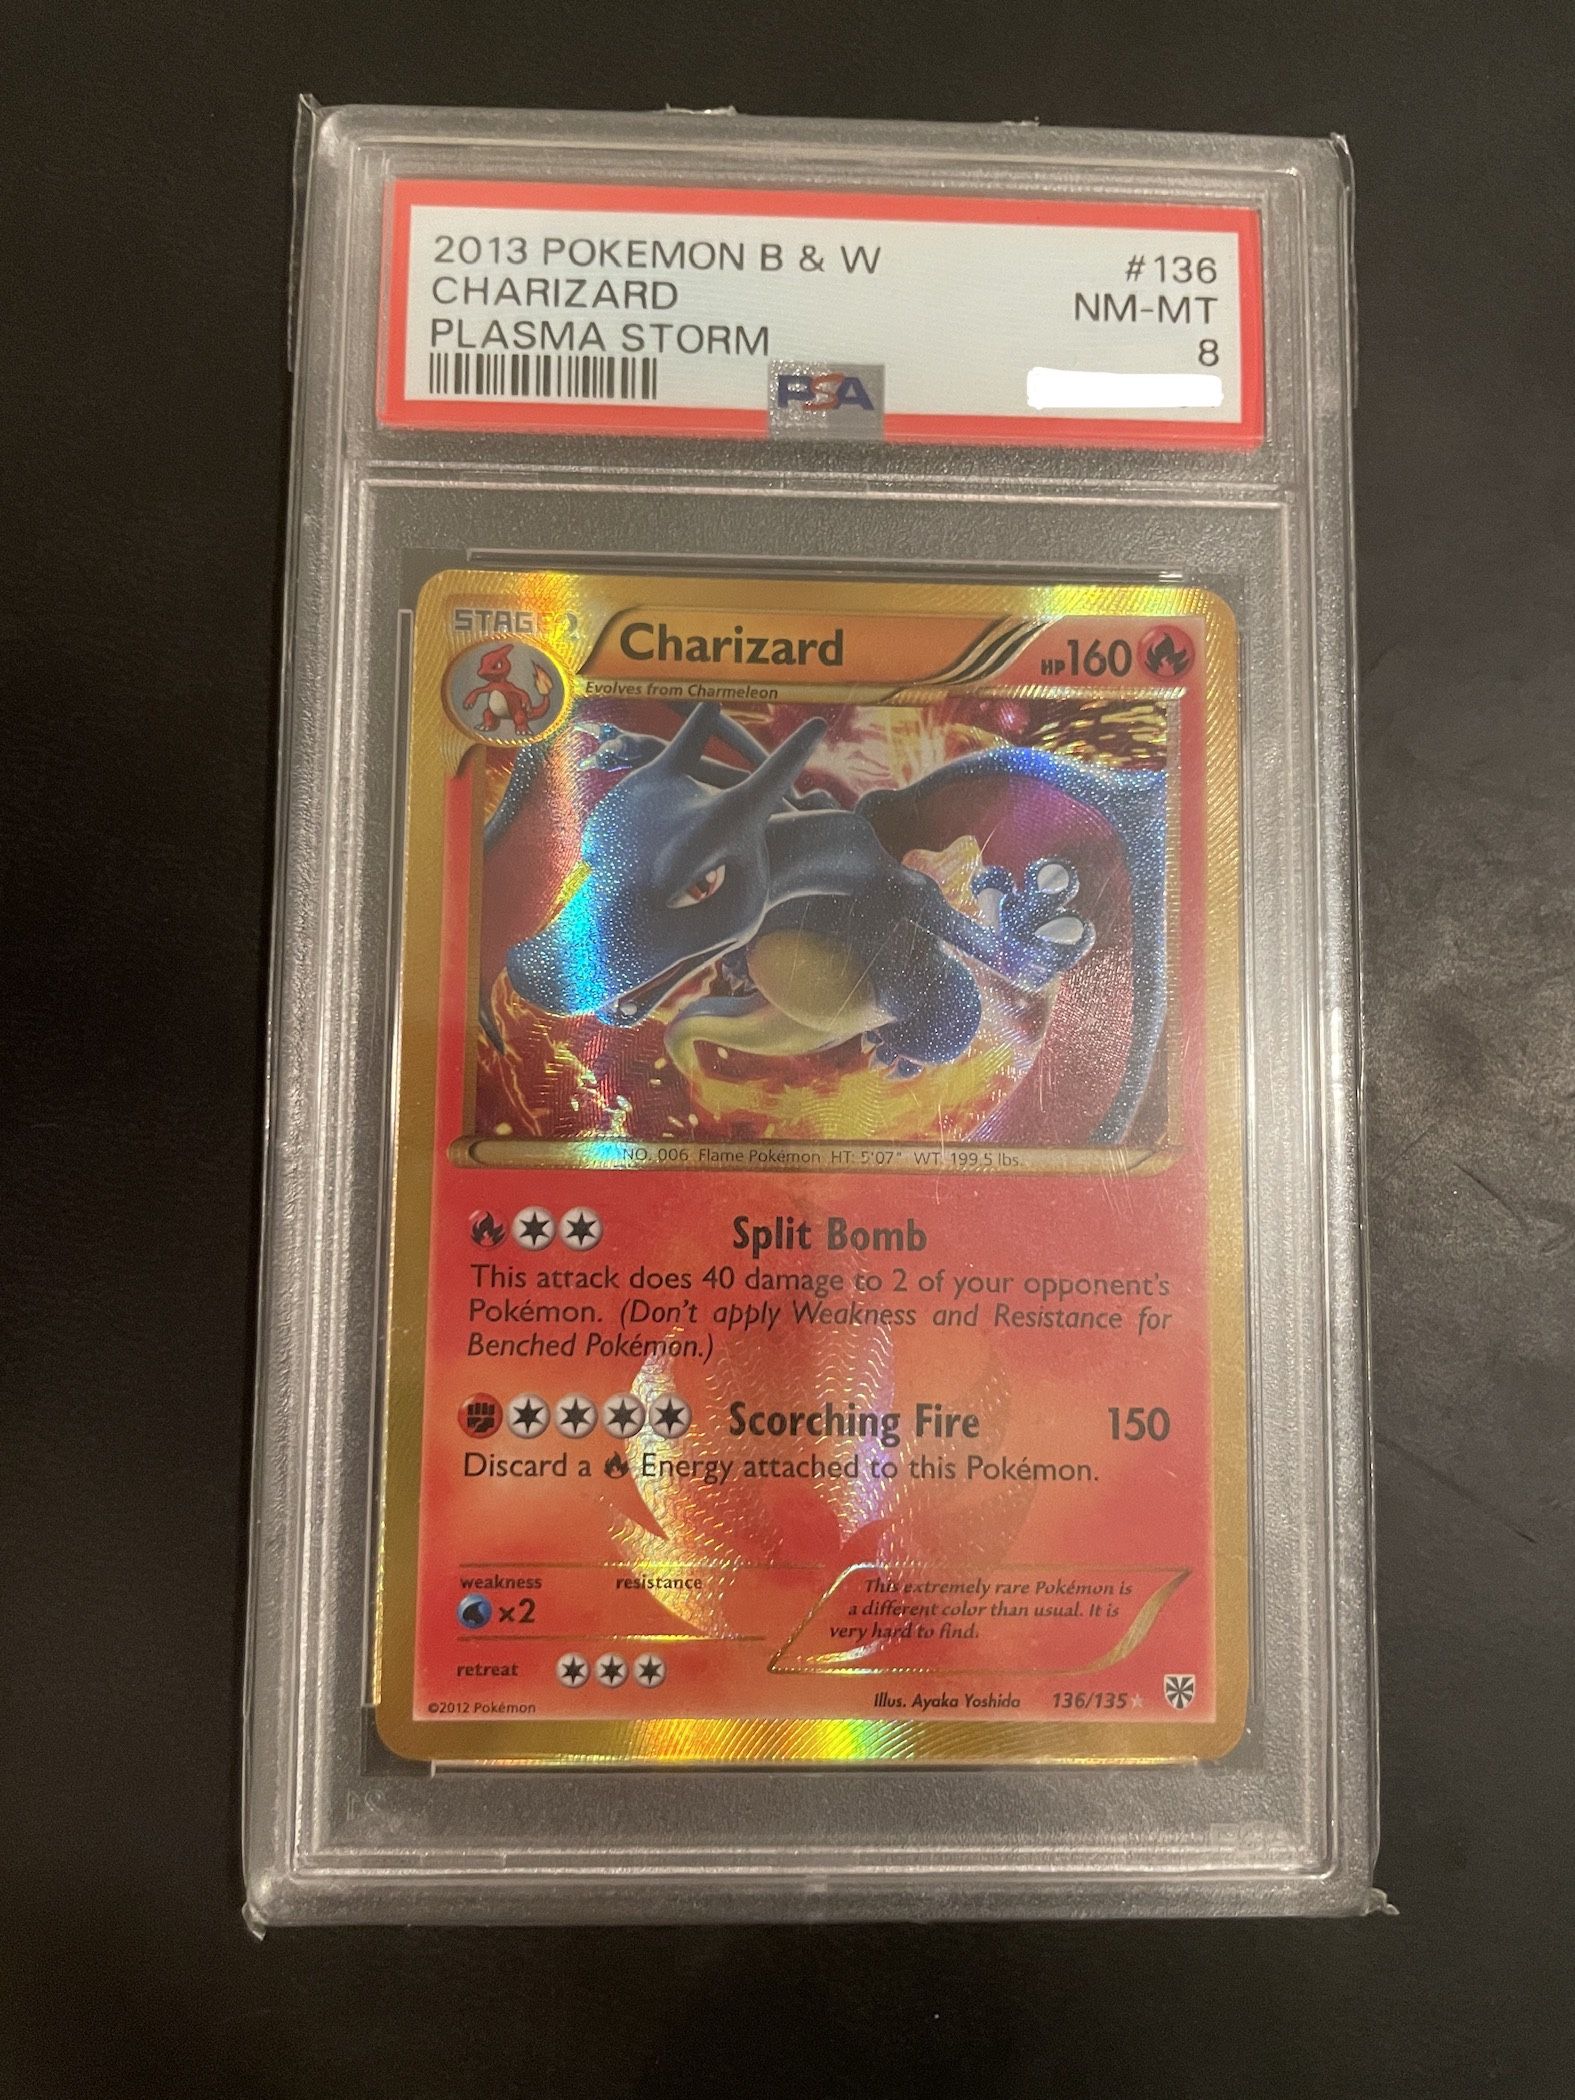 2013 POKEMON B & W #136
CHARIZARD NM-MT
PLASMA STORM 8
PSA
STAGE 2 Charizard HP160
Evolves from Charmeleon
NO. 006 Flame Pokémon HT: 5'07" WT: 199.5 lbs.
Split Bomb
This attack does 40 damage to 2 of your opponent's
Pokémon. (Don't apply Weakness and Resistance for
Benched Pokémon.)
Scorching Fire 150
Discard a Energy attached to this Pokémon.
weakness resistance
×2
This extremely rare Pokémon is
a different color than usual. It is
very hard to find.
retreat
©2012 Pokémon Illus. Ayaka Yoshida 136/135